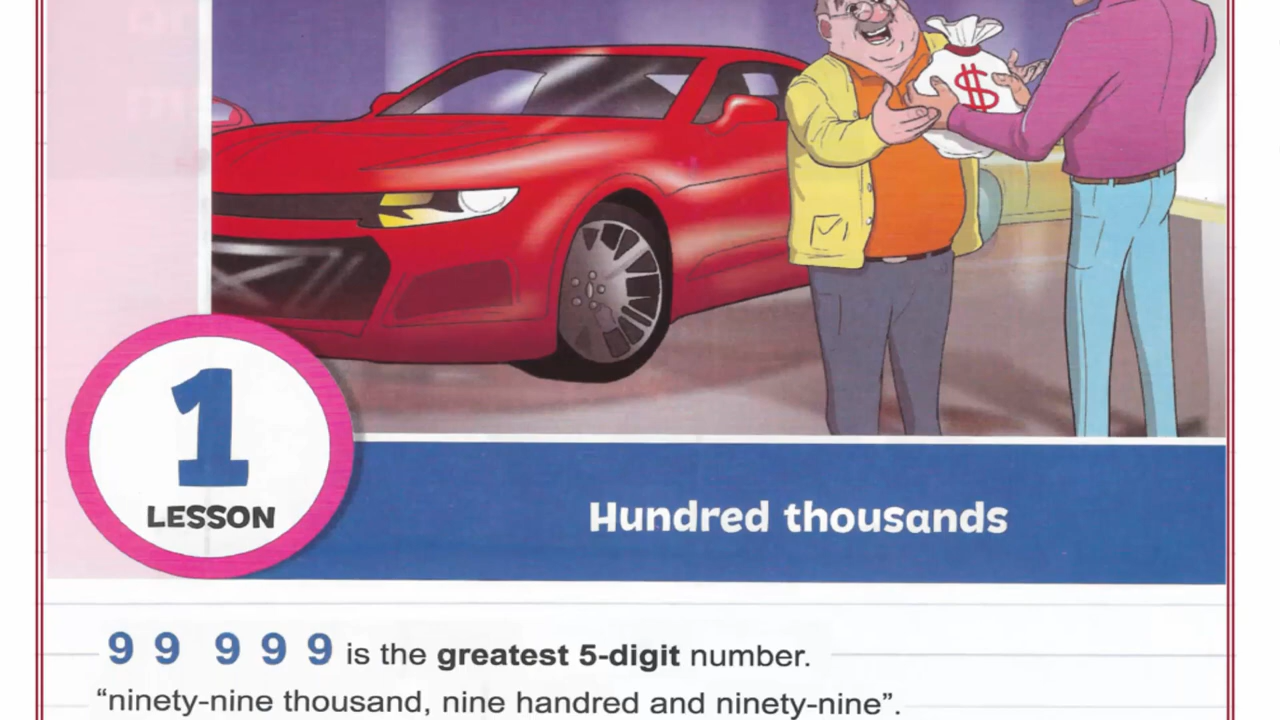 $
1
LESSON
Hundred thousands
99 999 is the greatest 5-digit number.
“ninety-nine thousand, nine hundred and ninety-nine”.